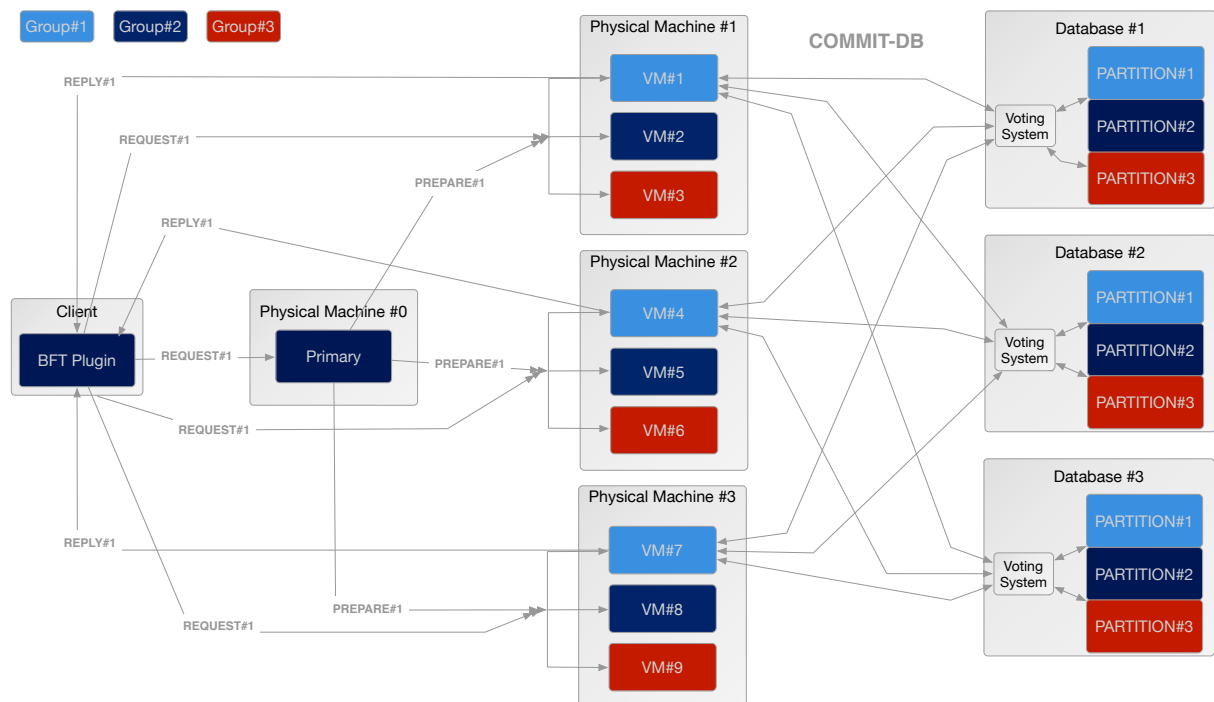 Group#1
Group#2
Group#3
Physical Machine #1
COMMIT-DB
Database #1
REPLY#1
VM#1
PARTITION#1
Voting
System
PARTITION#2
REQUEST#1
VM#2
PARTITION#3
PREPARE#1
VM#3
REPLY#1
Physical Machine #2
Database #2
PARTITION#1
Client
Physical Machine #0
VM#4
Voting
System
PARTITION#2
BFT Plugin
REQUEST#1
Primary
PREPARE#1
VM#5
PARTITION#3
REQUEST#1
VM#6
Database #3
Physical Machine #3
PARTITION#1
REPLY#1
VM#7
Voting
System
PARTITION#2
PREPARE#1
VM#8
REQUEST#1
PARTITION#3
VM#9